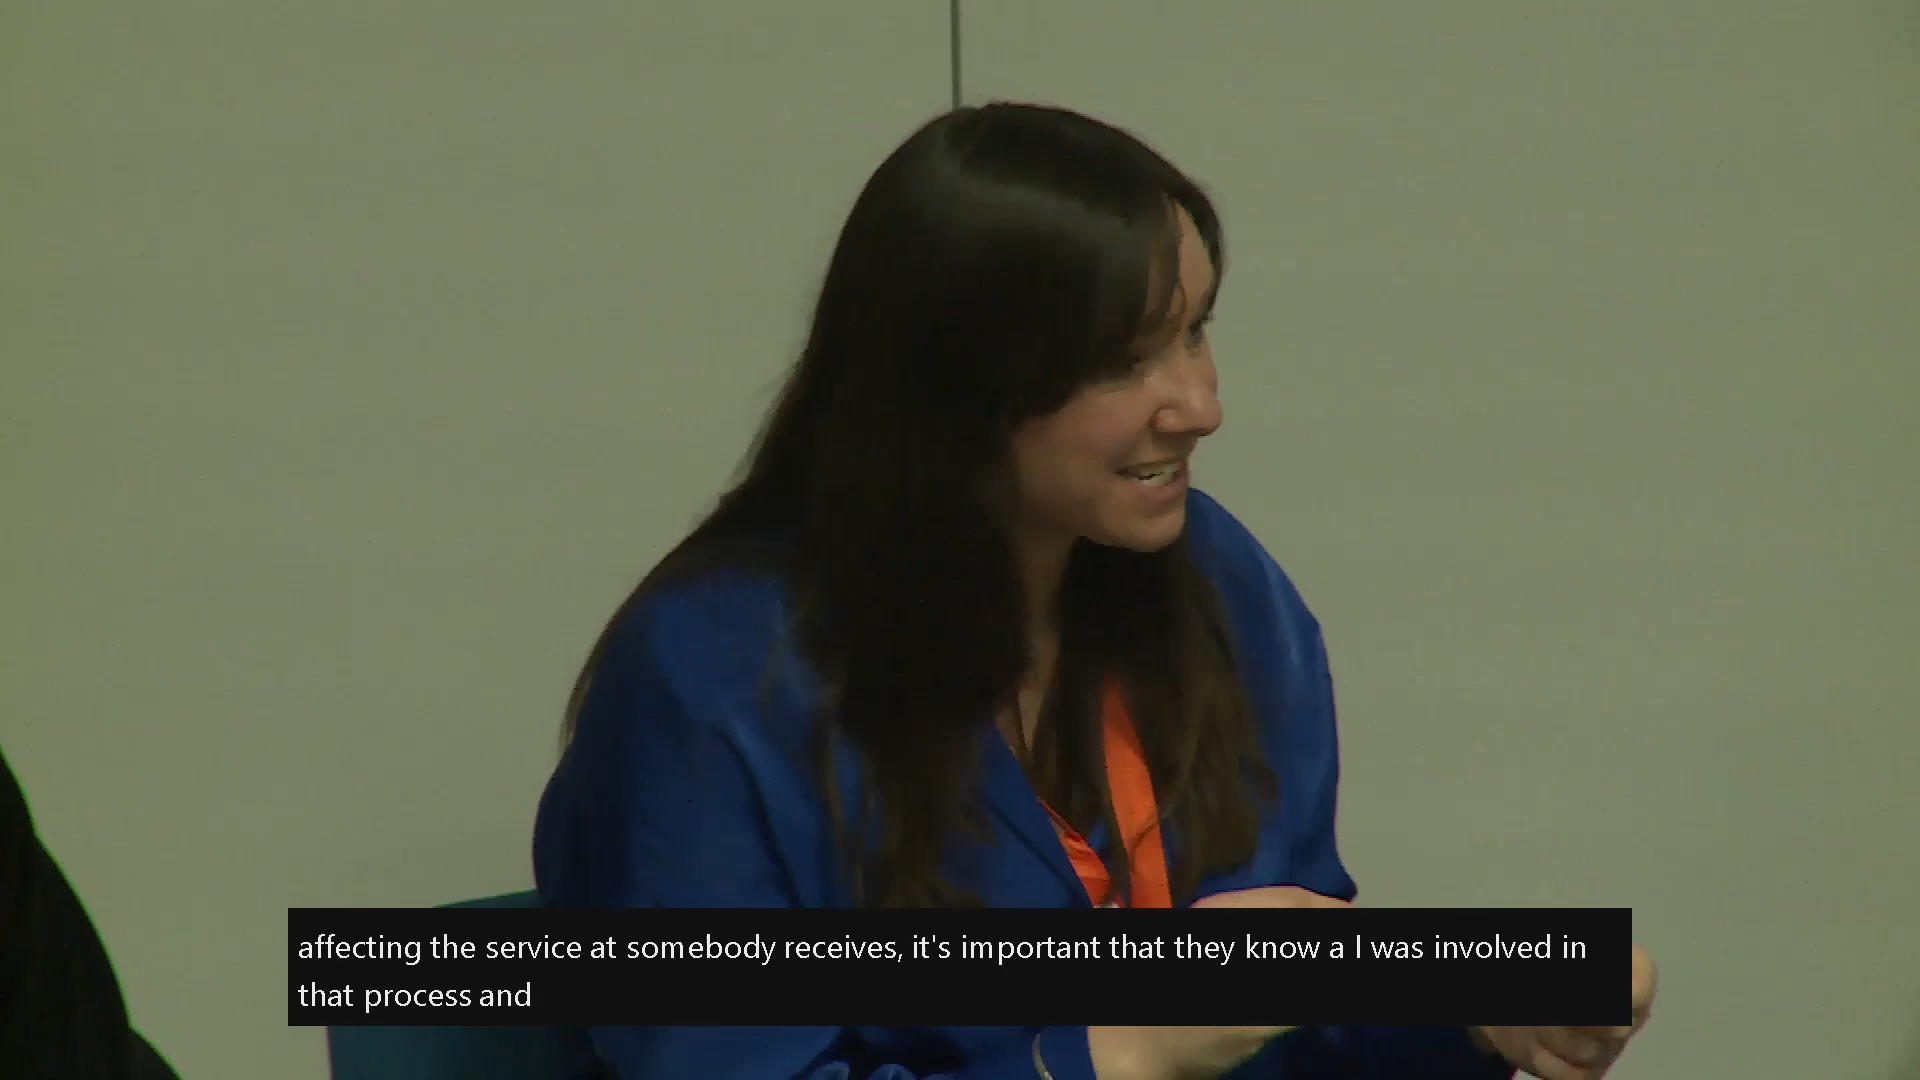 affecting the service at somebody receives, it's important that they know a I was involved in
that process and